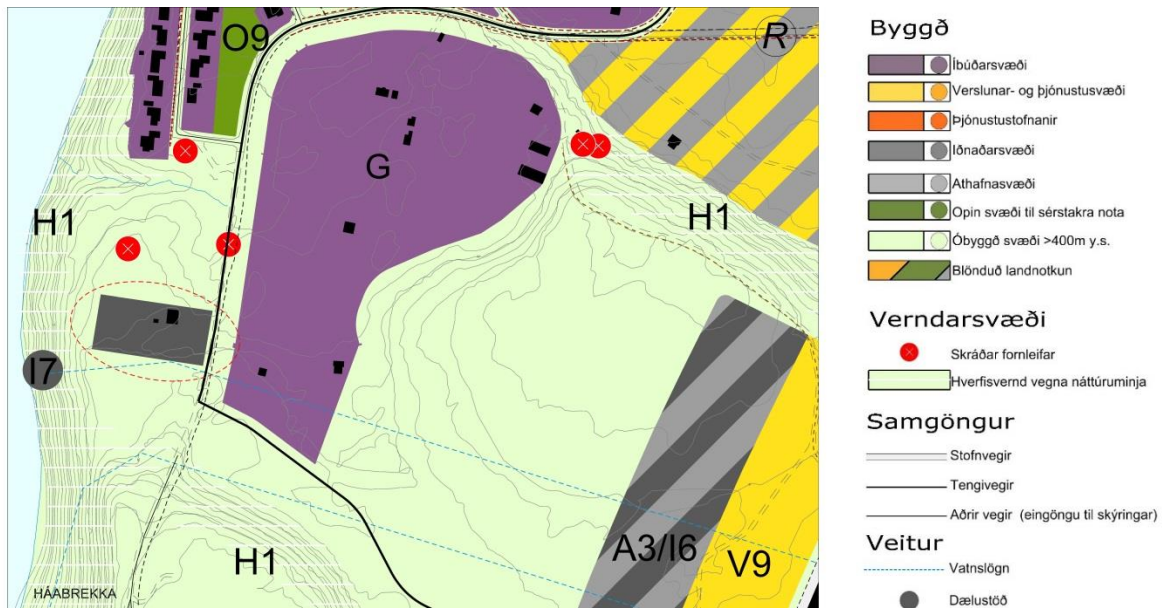 O9
R
G
H1
H1
I7
A3/I6
V9
H1
HÁABREKKA
Byggð
Íbúðarsvæði
Verslunar- og þjónustusvæði
Þjónustustofnanir
Iðnaðarsvæði
Athafnasvæði
Opin svæði til sérstakra nota
Óbyggð svæði >400m y.s.
Blönduð landnotkun
Verndarsvæði
Skráðar fornleifar
Hverfisvernd vegna náttúruminja
Samgöngur
Stofnvegir
Tengivegir
Aðrir vegir (eingöngu til skýringar)
Veitur
Vatnslögn
Dælustöð